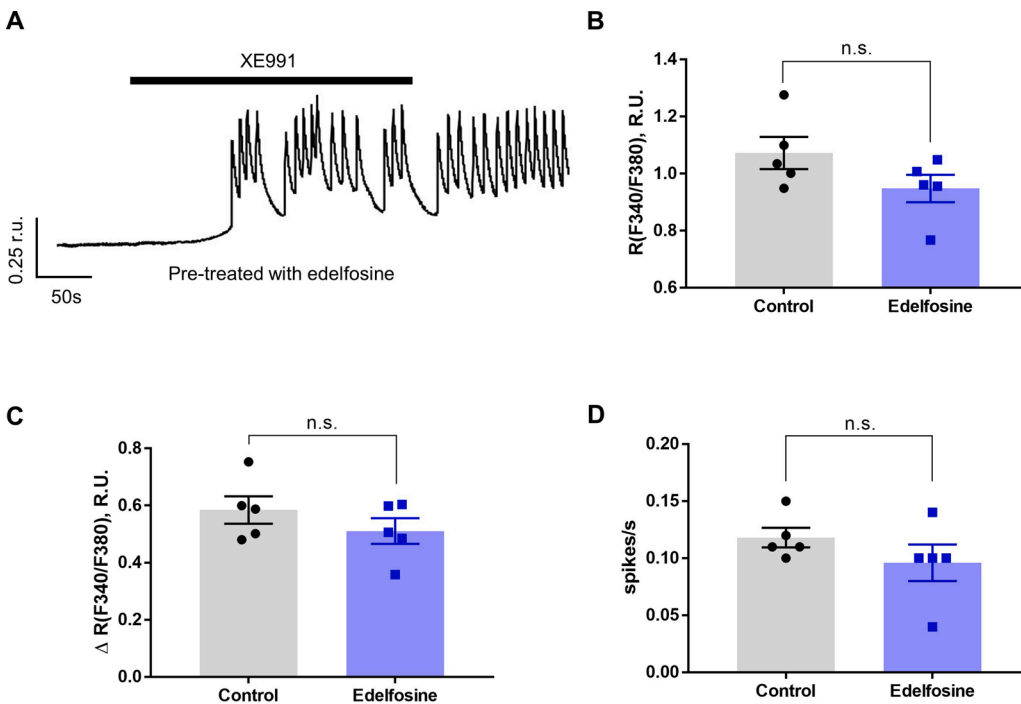 A
XE991
0.25 r.u.
50s
Pre-treated with edelfosine
B
n.s.
R(F340/F380), R.U.
1.4
1.2
1.0
0.8
0.6
Control
Edelfosine
C
n.s.
Δ R(F340/F380), R.U.
0.8
0.6
0.4
0.2
0.0
Control
Edelfosine
D
n.s.
spikes/s
0.20
0.15
0.10
0.05
0.00
Control
Edelfosine